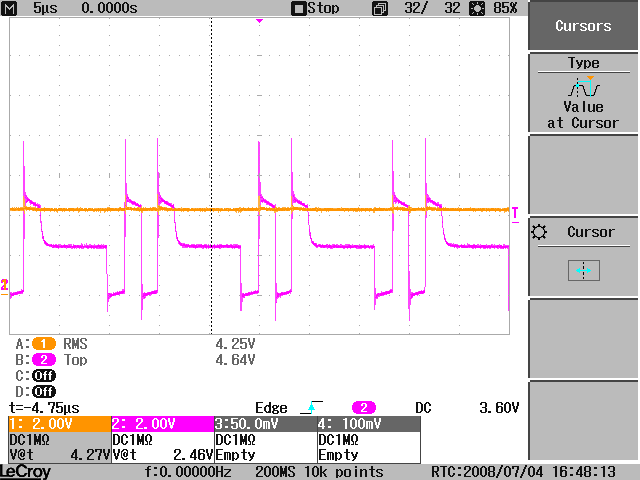 M 5µs 0.0000s Stop 32/ 32 85%
Cursors
Type
Value
at Cursor
T
Cursor
2
A: 1 RMS 4.25V
B: 2 Top 4.64V
C: Off
D: Off
t=-4.75µs Edge 2 DC 3.60V
1: 2.00V 2: 2.00V 3:50.0mV 4: 100mV
DC1MΩ DC1MΩ DC1MΩ DC1MΩ
V@t 4.27V V@t 2.46V Empty Empty
LeCroy f:0.00000Hz 200MS 10k points RTC:2008/07/04 16:48:13